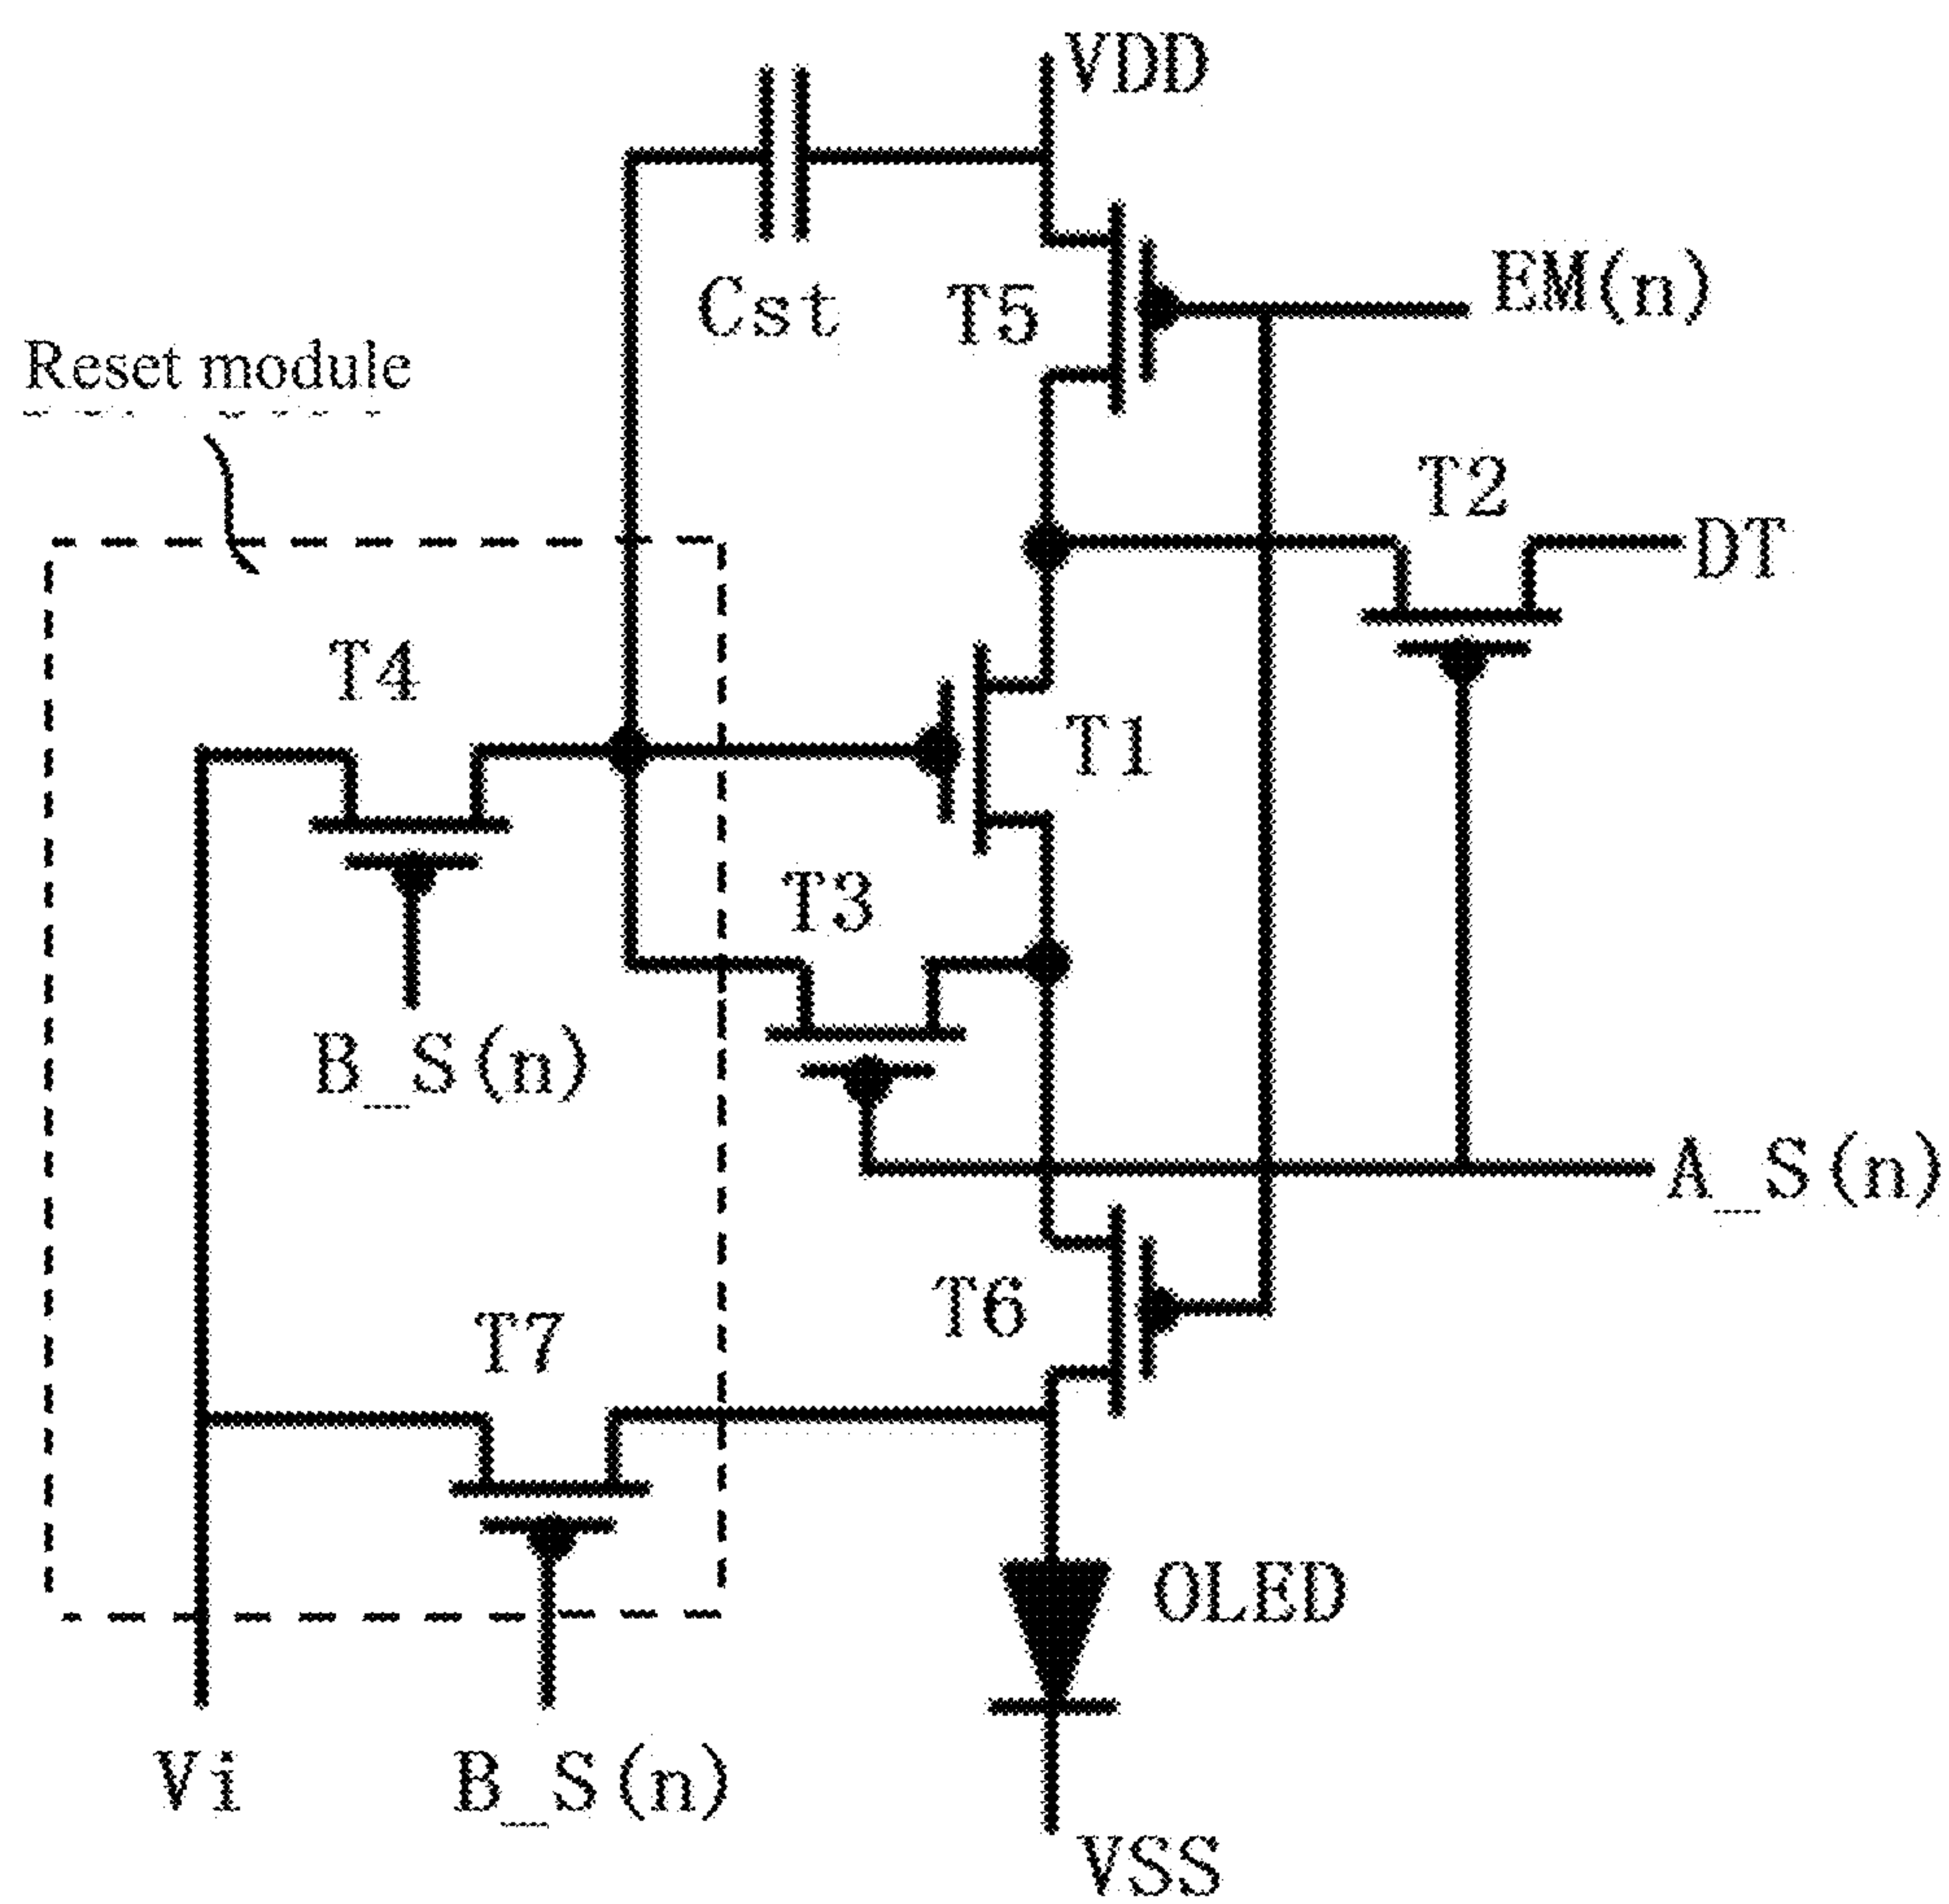 VDD
Cst
T5
EM(n)
Reset module
T2
DT
T4
T1
T3
B_S(n)
A_S(n)
T6
T7
OLED
Vi
B_S(n)
VSS